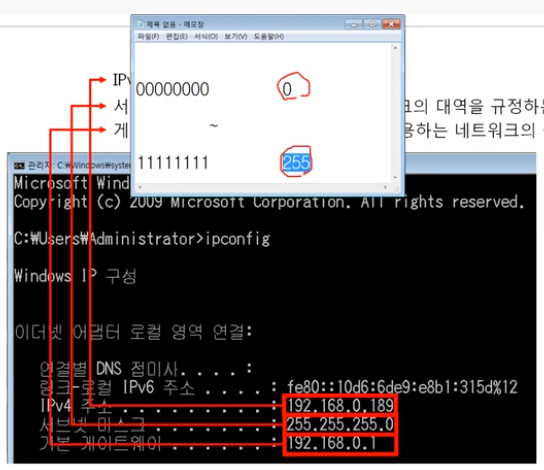 제목 없음 - 메모장
파일(F) 편집(E) 서식(O) 보기(V) 도움말(H)
00000000 0
~
11111111 255
IPv
서 크의 대역을 규정하는
게 용하는 네트워크의
관리자: C:₩Windows₩system
Microsoft Wind
Copyright (c) 2009 Microsoft Corporation. All rights reserved.
C:₩Users₩Administrator>ipconfig
Windows IP 구성
이더넷 어댑터 로컬 영역 연결:
연결별 DNS 접미사. . . . :
링크-로컬 IPv6 주소 . . . . : fe80::10d6:6de9:e8b1:315d%12
IPv4 주소 . . . . . . . . . : 192.168.0.189
서브넷 마스크 . . . . . . . : 255.255.255.0
기본 게이트웨이 . . . . . . : 192.168.0.1